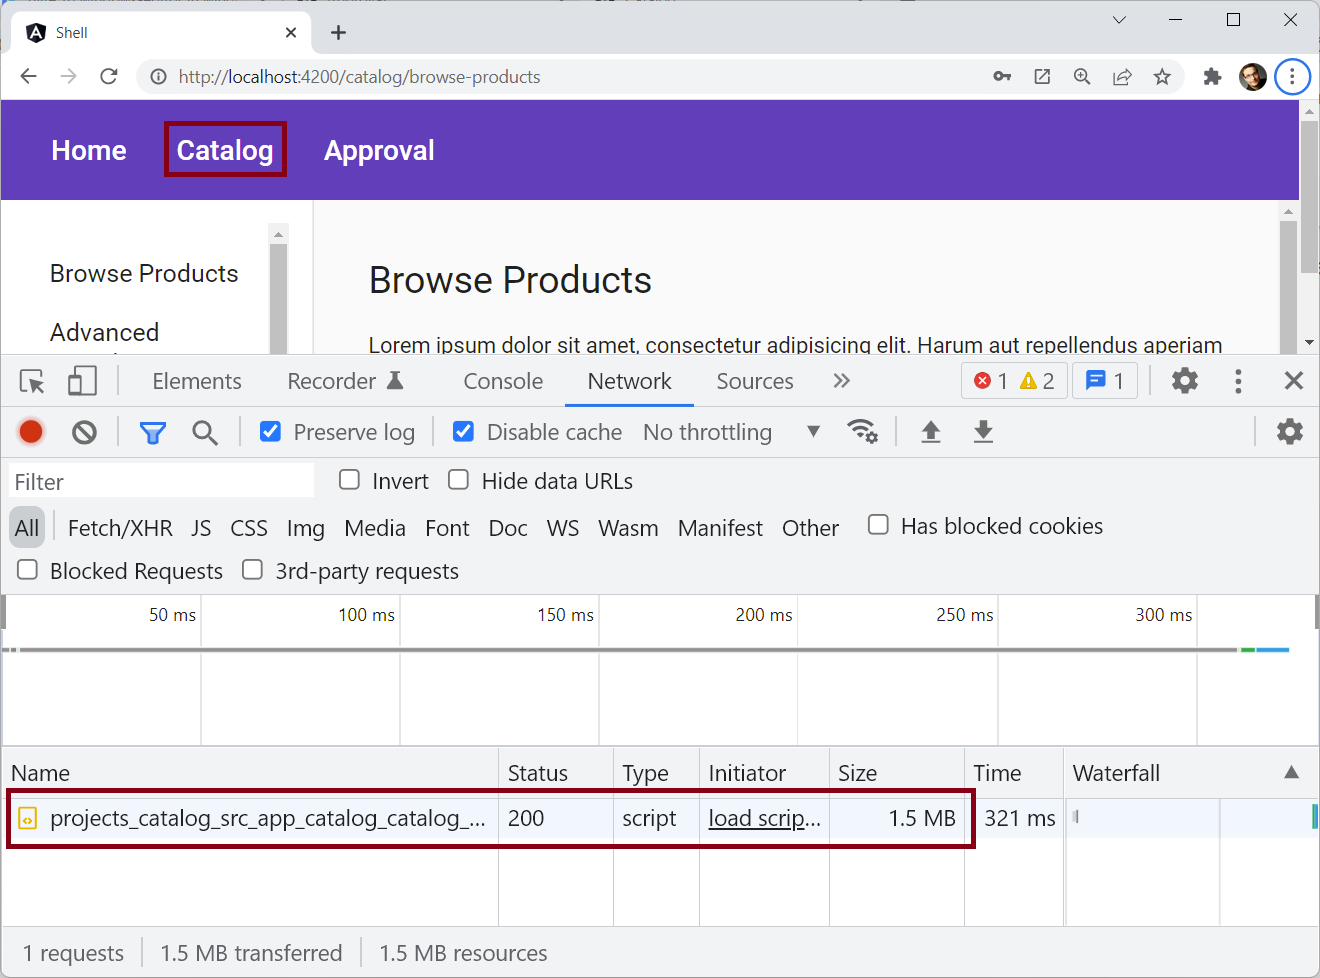 Shell
http://localhost:4200/catalog/browse-products
Home Catalog Approval
Browse Products
Advanced
Browse Products
Lorem ipsum dolor sit amet, consectetur adipisicing elit. Harum aut repellendus aperiam
Elements Recorder Console Network Sources 1 2 1
Preserve log Disable cache No throttling
Filter Invert Hide data URLs
All Fetch/XHR JS CSS Img Media Font Doc WS Wasm Manifest Other Has blocked cookies
Blocked Requests 3rd-party requests
50 ms 100 ms 150 ms 200 ms 250 ms 300 ms
Name Status Type Initiator Size Time Waterfall
projects_catalog_src_app_catalog_catalog_... 200 script load scrip... 1.5 MB 321 ms
1 requests 1.5 MB transferred 1.5 MB resources